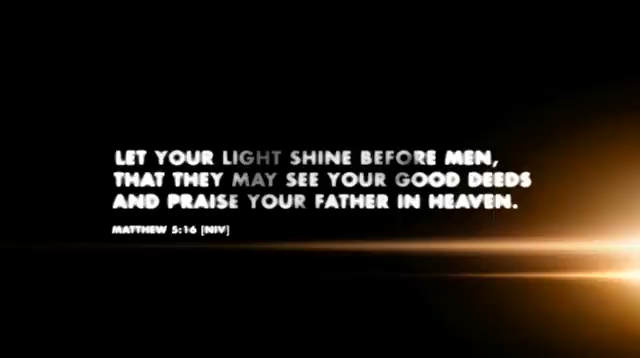 LET YOUR LIGHT SHINE BEFORE MEN,
THAT THEY MAY SEE YOUR GOOD DEEDS
AND PRAISE YOUR FATHER IN HEAVEN.
MATTHEW 5:16 [NIV]